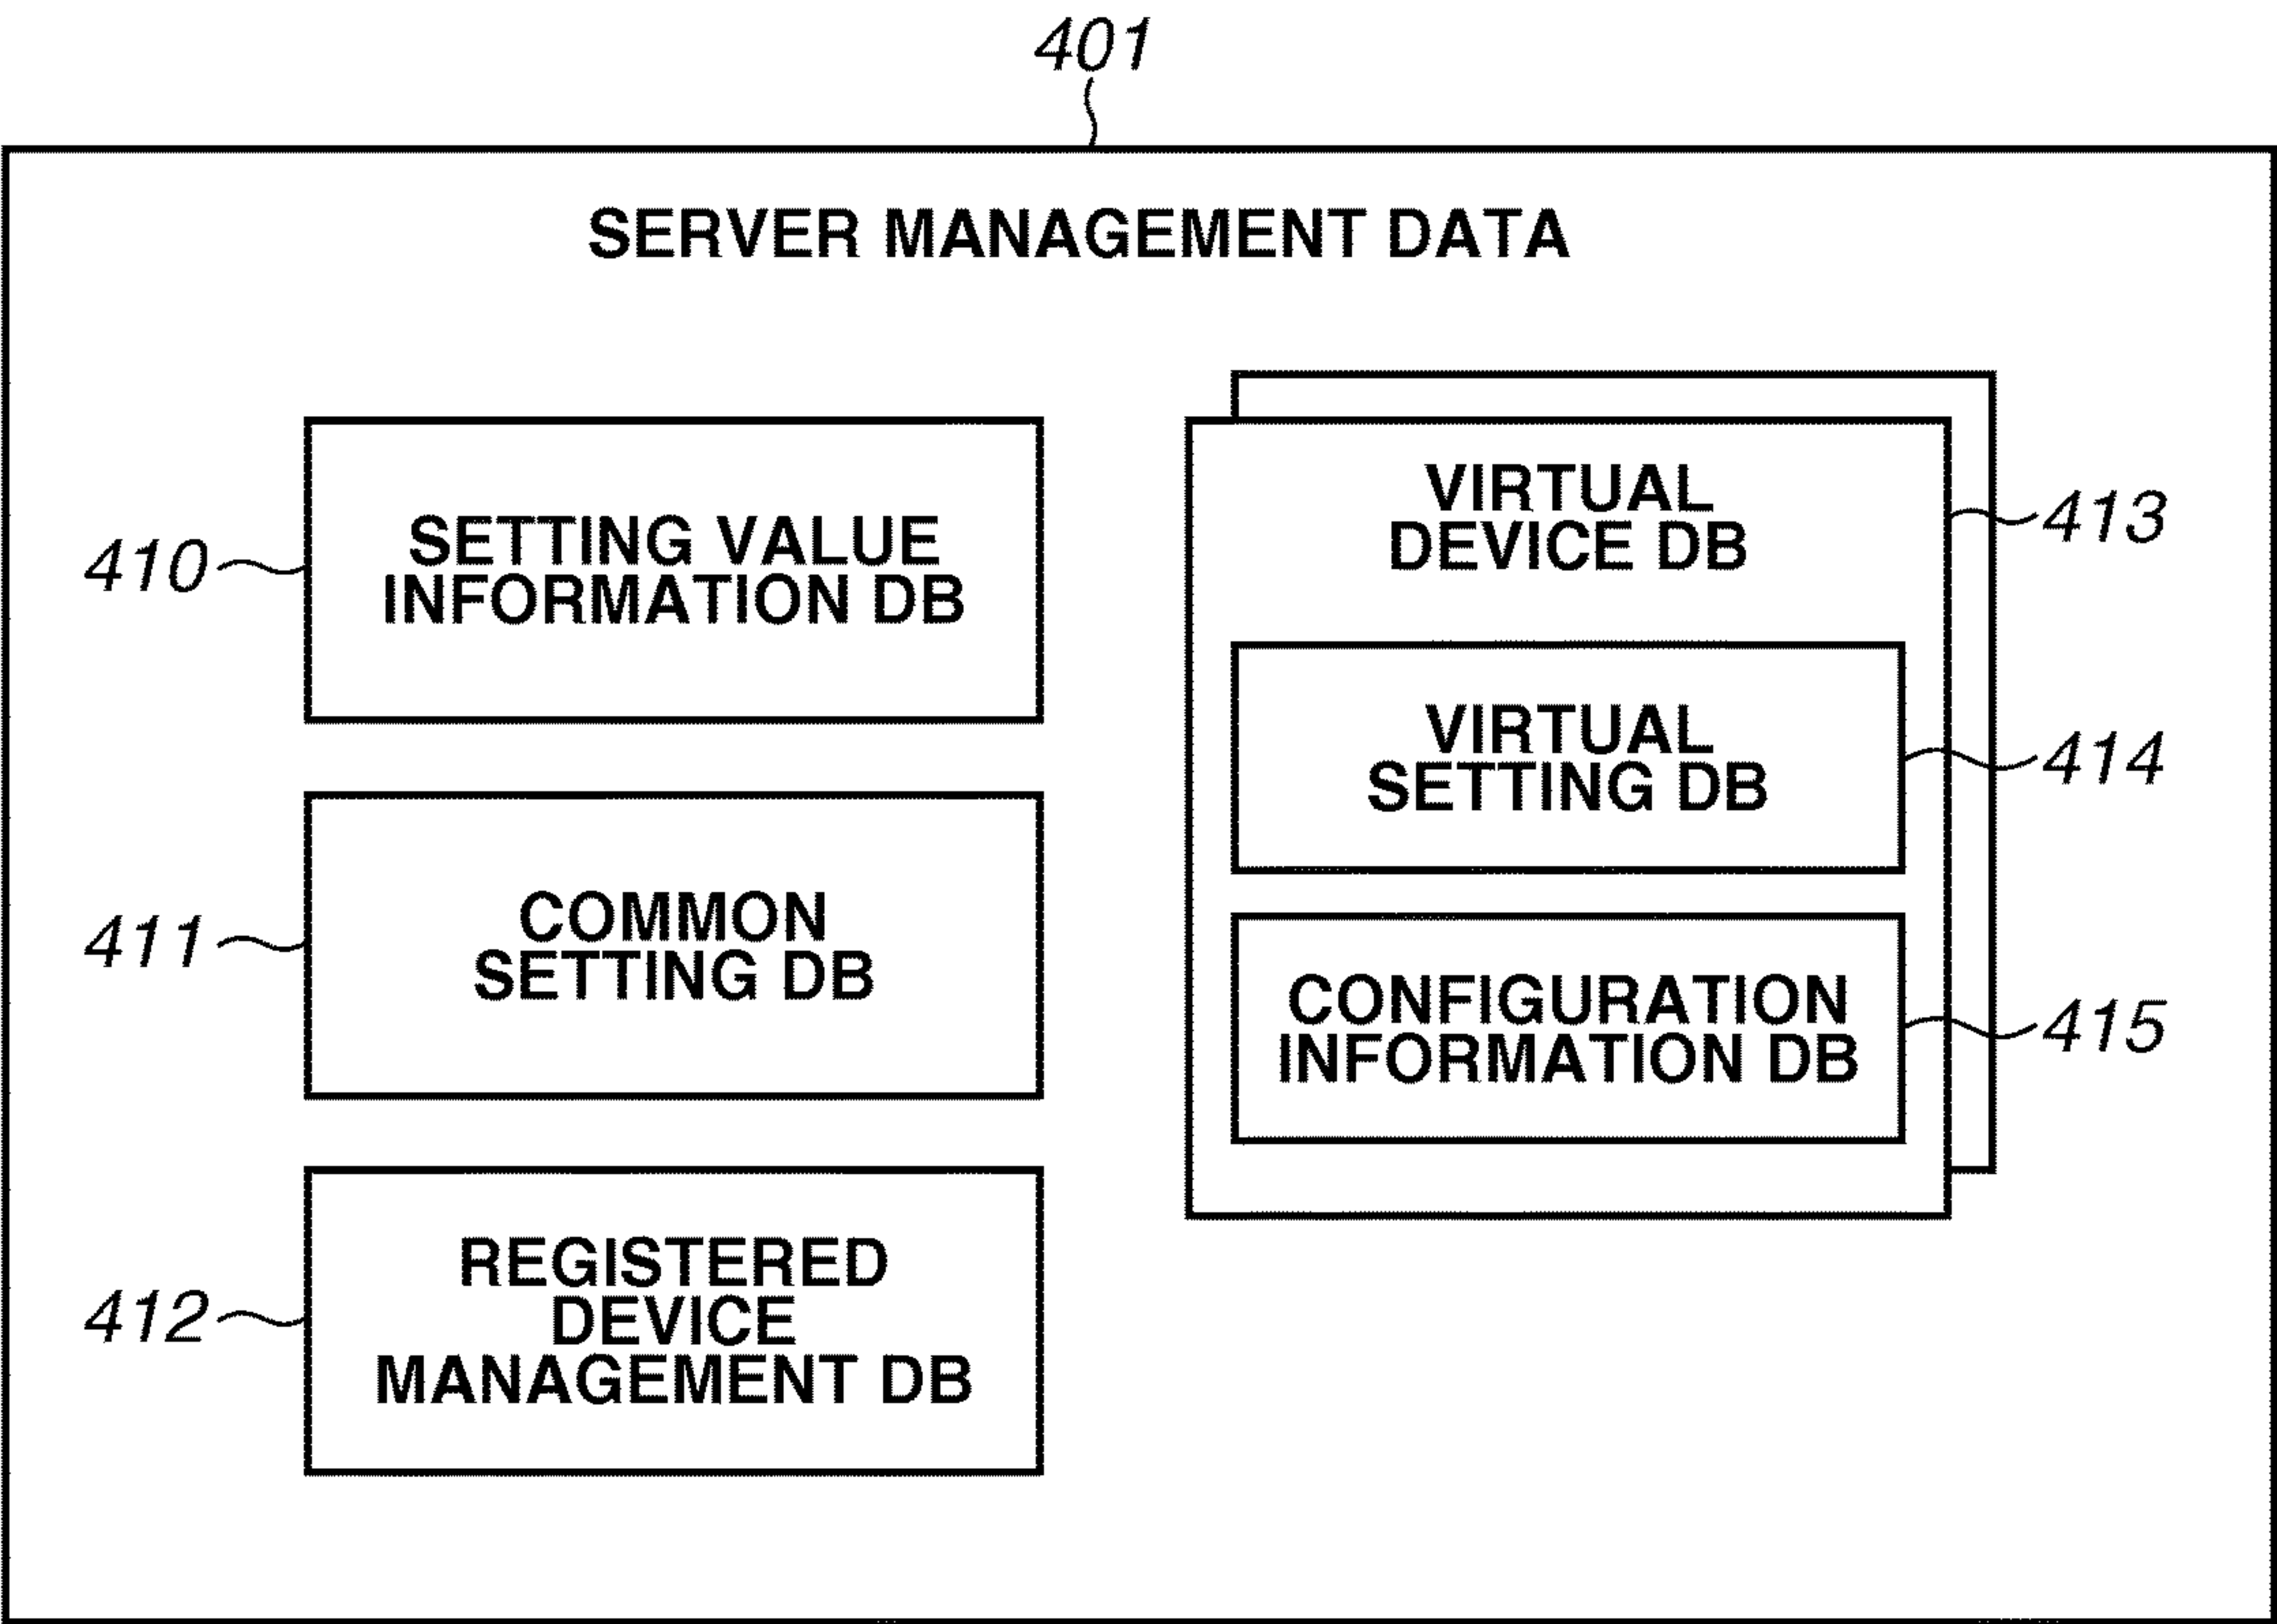 401
SERVER MANAGEMENT DATA
410
SETTING VALUE
INFORMATION DB
411
COMMON
SETTING DB
412
REGISTERED
DEVICE
MANAGEMENT DB
VIRTUAL
DEVICE DB
413
VIRTUAL
SETTING DB
414
CONFIGURATION
INFORMATION DB
415